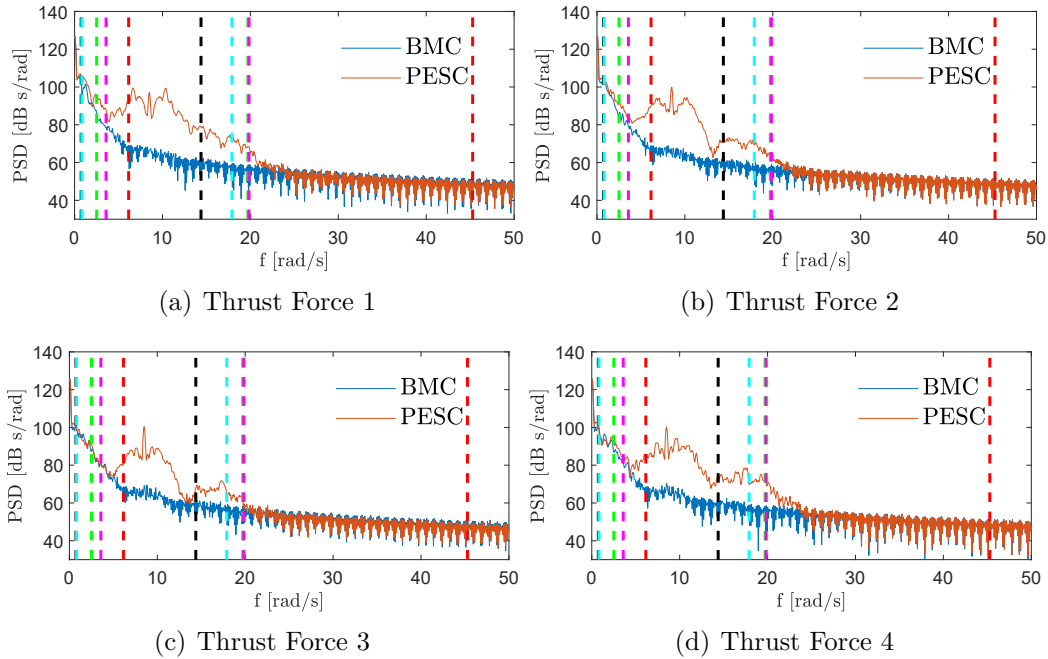 140
120
100
80
60
40
PSD [dB s/rad]
BMC
PESC
0 10 20 30 40 50
f [rad/s]
(a) Thrust Force 1
140
120
100
80
60
40
PSD [dB s/rad]
BMC
PESC
0 10 20 30 40 50
f [rad/s]
(b) Thrust Force 2
140
120
100
80
60
40
PSD [dB s/rad]
BMC
PESC
0 10 20 30 40 50
f [rad/s]
(c) Thrust Force 3
140
120
100
80
60
40
PSD [dB s/rad]
BMC
PESC
0 10 20 30 40 50
f [rad/s]
(d) Thrust Force 4